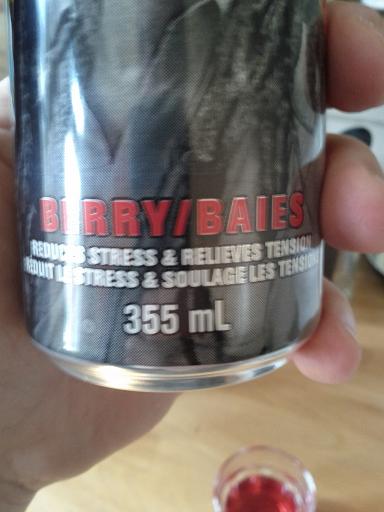 BERRY/BAIES
REDUCES STRESS & RELIEVES TENSION
RÉDUIT LE STRESS & SOULAGE LES TENSIONS
355 mL